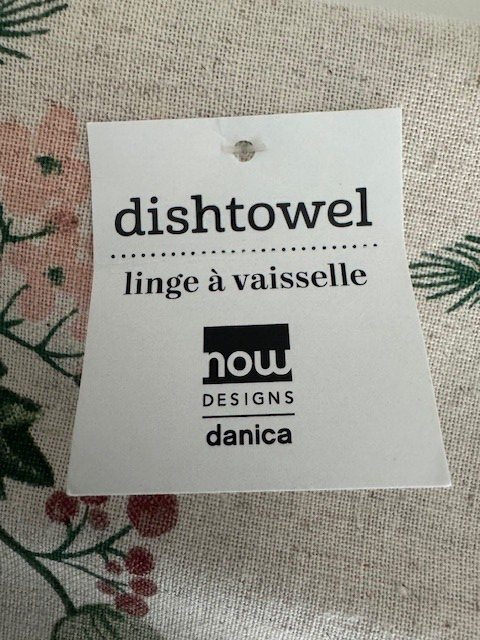 dishtowel
linge à vaisselle
now
DESIGNS
danica